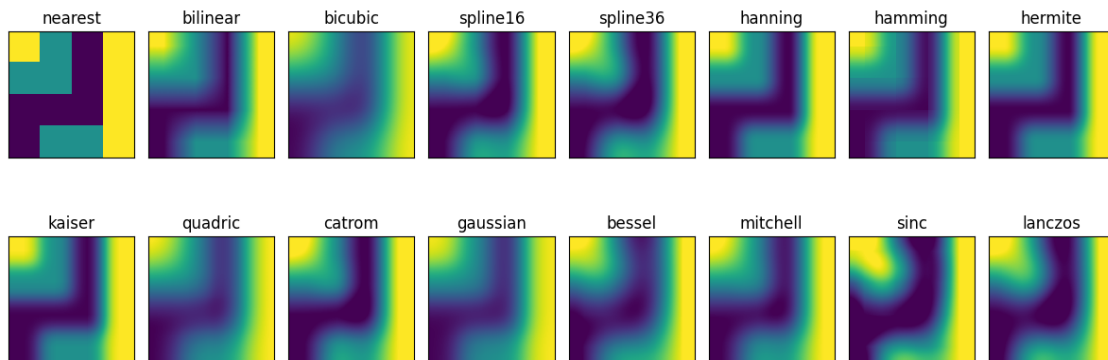 nearest bilinear bicubic spline16 spline36 hanning hamming hermite
kaiser quadric catrom gaussian bessel mitchell sinc lanczos